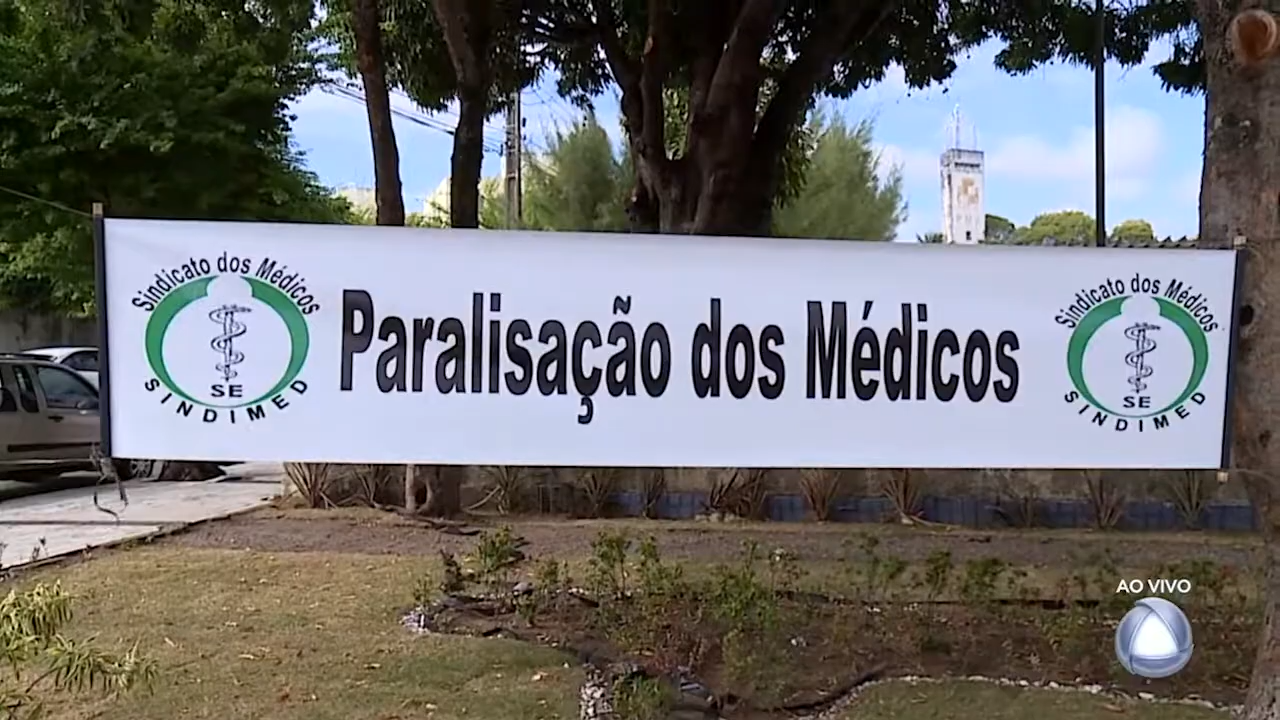 Sindicato dos Médicos
SE
SINDIMED
Paralisação dos Médicos
Sindicato dos Médicos
SE
SINDIMED
AO VIVO